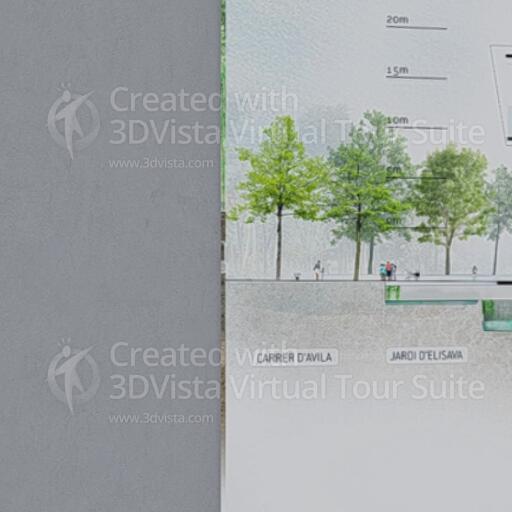 20m
15m
10m
Created with
3DVista Virtual Tour Suite
www.3dvista.com
CARRER D'AVILA
JARDI D'ELISAVA
Created with
3DVista Virtual Tour Suite
www.3dvista.com